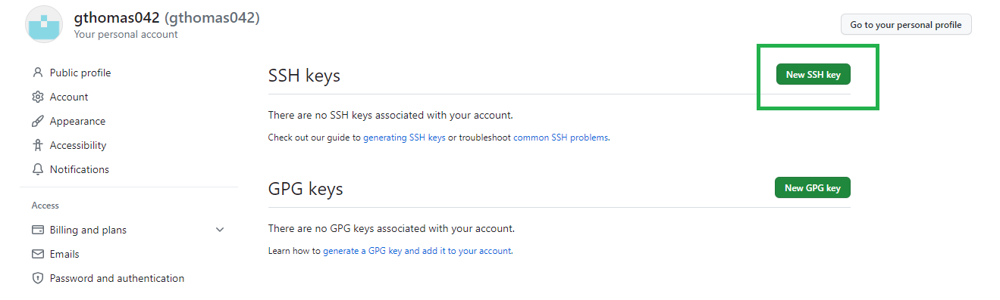 gthomas042 (gthomas042)
Your personal account
Go to your personal profile
Public profile
Account
Appearance
Accessibility
Notifications
Access
Billing and plans
Emails
Password and authentication
SSH keys
New SSH key
There are no SSH keys associated with your account.
Check out our guide to generating SSH keys or troubleshoot common SSH problems.
GPG keys
New GPG key
There are no GPG keys associated with your account.
Learn how to generate a GPG key and add it to your account.